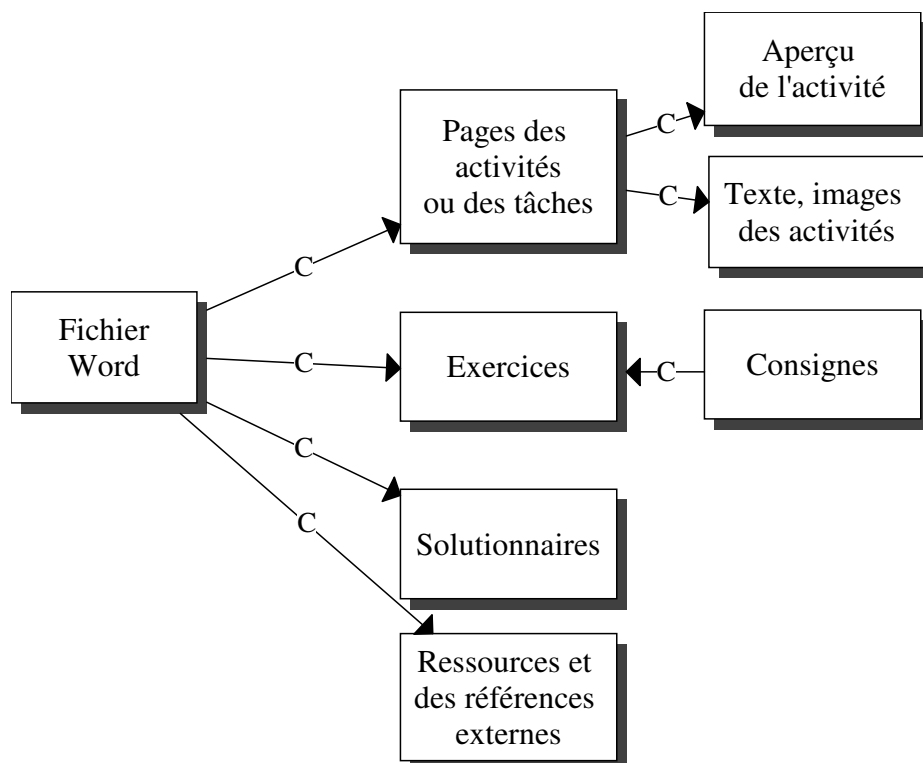 Aperçu
de l'activité
Pages des
activités
ou des tâches
C
C
Texte, images
des activités
C
Fichier
Word
C
Exercices
C
Consignes
C
Solutionnaires
C
Ressources et
des références
externes